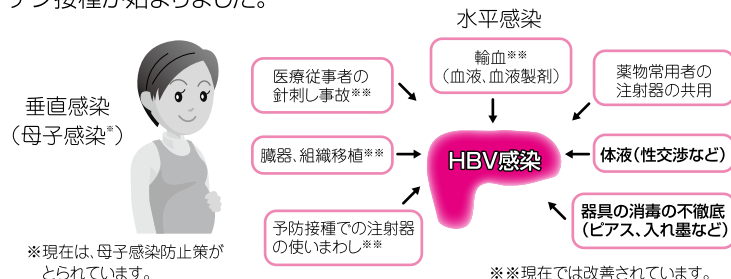 チン接種が始まりました。
水平感染
垂直感染
（母子感染※）
医療従事者の
針刺し事故※※
輸血※※
（血液、血液製剤）
薬物常用者の
注射器の共用
臓器、組織移植※※
HBV感染
体液（性交渉など）
予防接種での注射器
の使いまわし※※
器具の消毒の不徹底
（ピアス、入れ墨など）
※現在は、母子感染防止策が
とられています。
※※現在では改善されています。